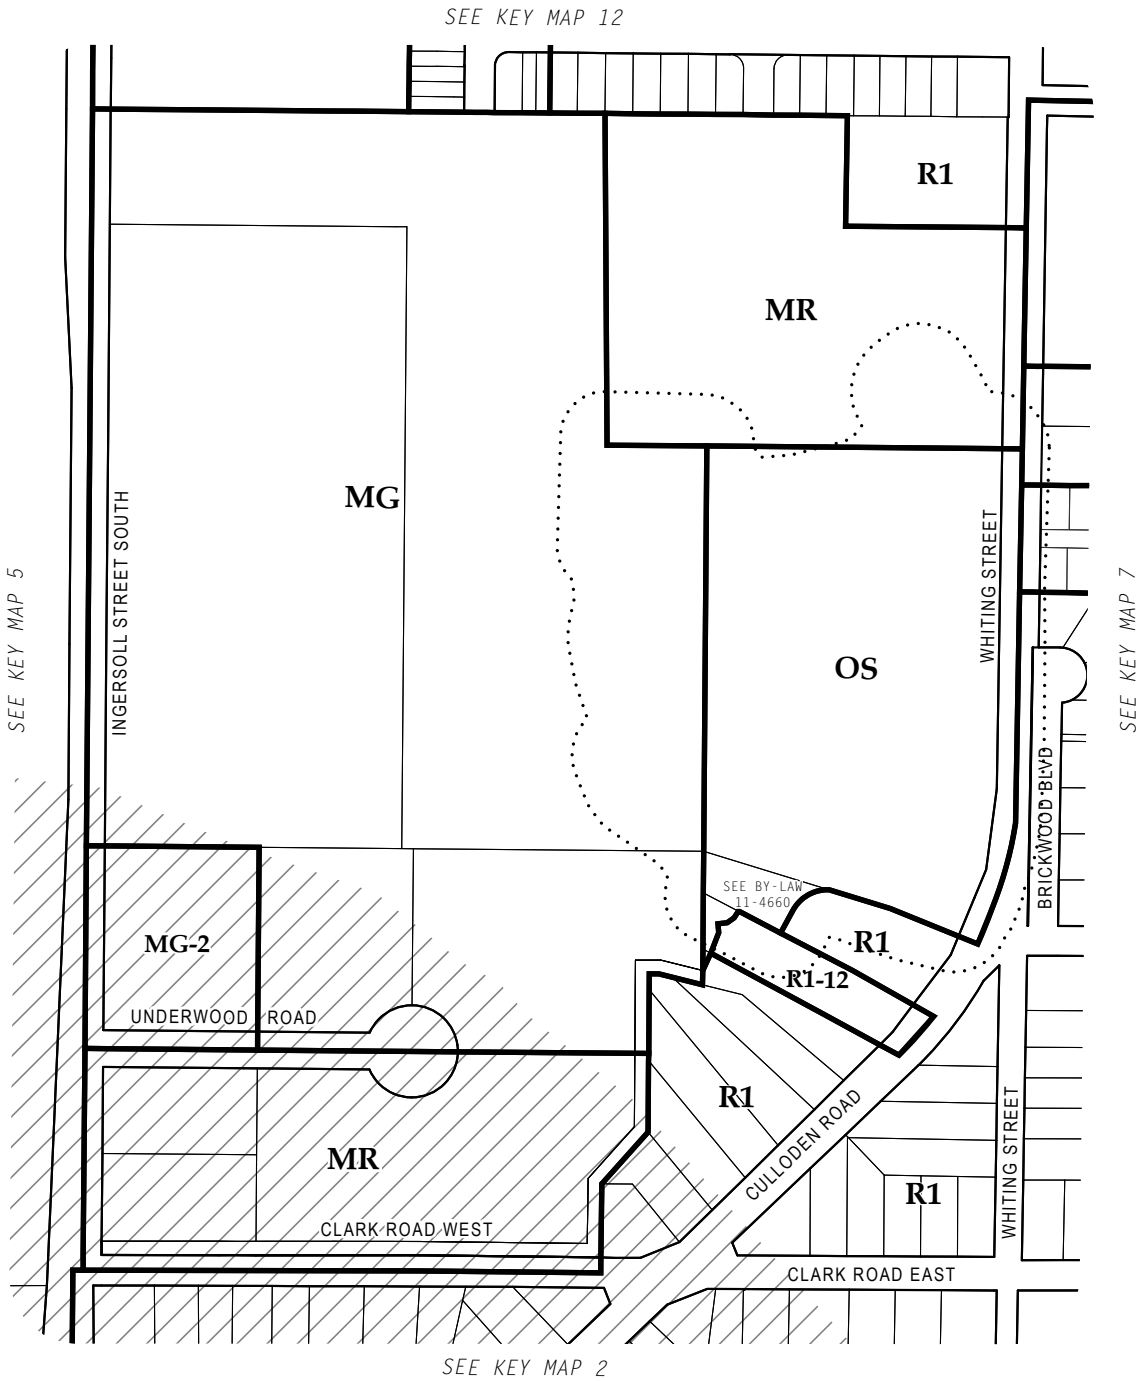 SEE KEY MAP 12
R1
MR
MG
INGERSOLL STREET SOUTH
WHITING STREET
SEE KEY MAP 5
SEE KEY MAP 7
OS
BRICKWOOD BLVD
SEE BY-LAW
11-4660
MG-2
R1
R1-12
UNDERWOOD ROAD
R1
CULLODEN ROAD
WHITING STREET
MR
R1
CLARK ROAD WEST
CLARK ROAD EAST
SEE KEY MAP 2